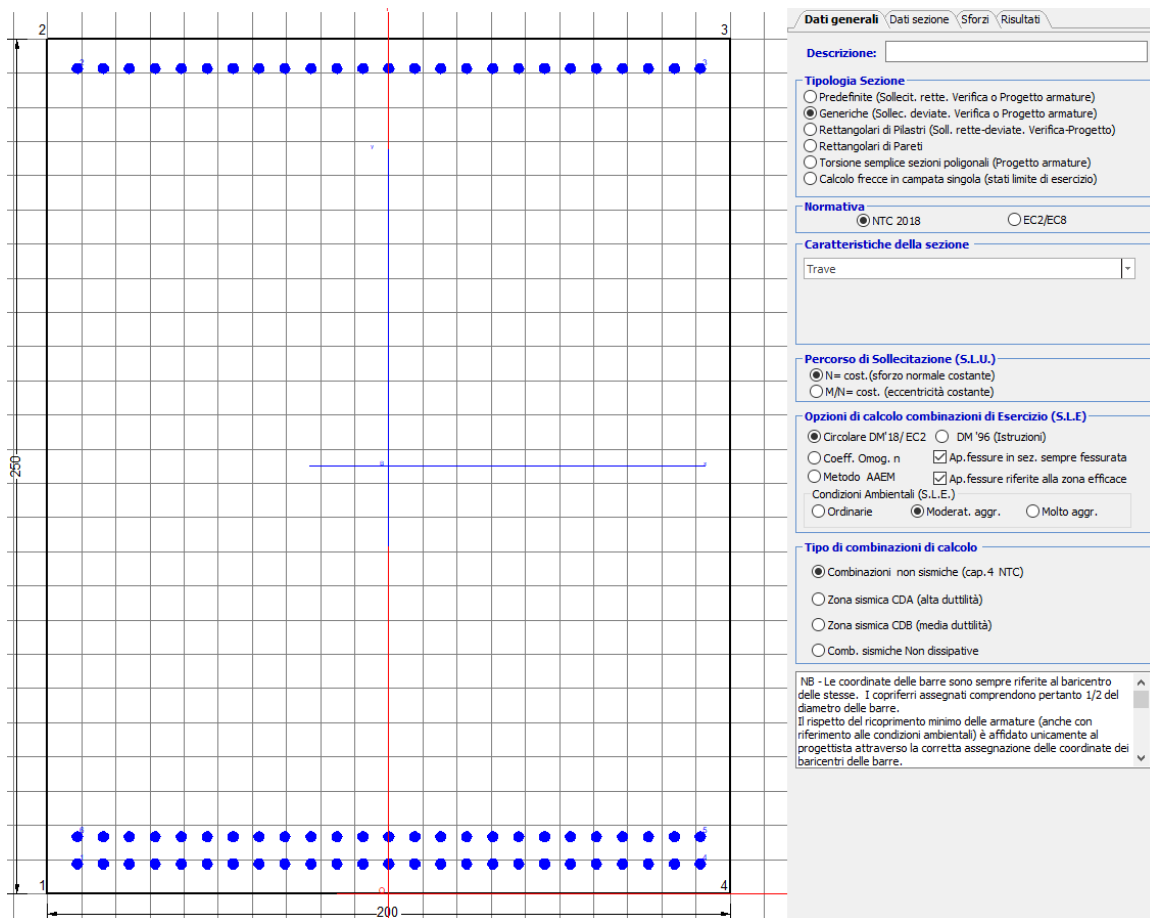 2
3
250
1
4
200
Dati generali
Dati sezione
Sforzi
Risultati
Descrizione:
Tipologia Sezione
Predefinite (Sollecit. rette. Verifica o Progetto armature)
Generiche (Sollec. deviate. Verifica o Progetto armature)
Rettangolari di Pilastri (Soll. rette-deviate. Verifica-Progetto)
Rettangolari di Pareti
Torsione semplice sezioni poligonali (Progetto armature)
Calcolo frecce in campata singola (stati limite di esercizio)
Normativa
NTC 2018
EC2/EC8
Caratteristiche della sezione
Trave
Percorso di Sollecitazione (S.L.U.)
N= cost.(sforzo normale costante)
M/N= cost. (eccentricità costante)
Opzioni di calcolo combinazioni di Esercizio (S.L.E)
Circolare DM'18/ EC2
DM '96 (Istruzioni)
Coeff. Omog. n
Ap.fessure in sez. sempre fessurata
Metodo AAEM
Ap.fessure riferite alla zona efficace
Condizioni Ambientali (S.L.E.)
Ordinarie
Moderat. aggr.
Molto aggr.
Tipo di combinazioni di calcolo
Combinazioni non sismiche (cap.4 NTC)
Zona sismica CDA (alta duttilità)
Zona sismica CDB (media duttilità)
Comb. sismiche Non dissipative
NB - Le coordinate delle barre sono sempre riferite al baricentro
delle stesse. I copriferri assegnati comprendono pertanto 1/2 del
diametro delle barre.
Il rispetto del ricoprimento minimo delle armature (anche con
riferimento alle condizioni ambientali) è affidato unicamente al
progettista attraverso la corretta assegnazione delle coordinate dei
baricentri delle barre.